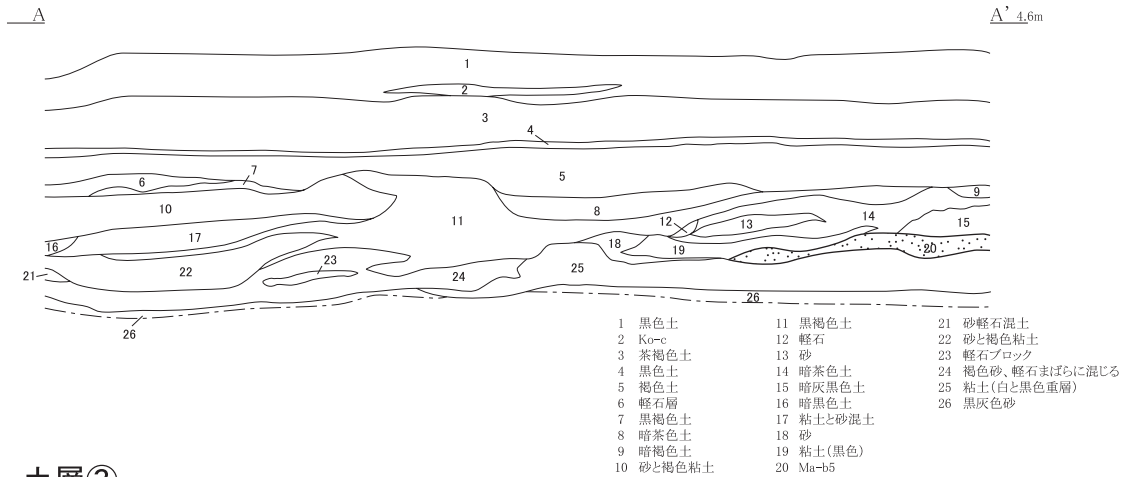 A
A’ 4.6m
1
2
3
4
5
6
7
8
9
10
11
12
13
14
15
16
17
18
19
20
21
22
23
24
25
26
26
1 黒色土
2 Ko-c
3 茶褐色土
4 黒色土
5 褐色土
6 軽石層
7 黒褐色土
8 暗茶色土
9 暗褐色土
10 砂と褐色粘土
11 黒褐色土
12 軽石
13 砂
14 暗茶色土
15 暗灰黒色土
16 暗黒色土
17 粘土と砂混土
18 砂
19 粘土(黒色)
20 Ma-b5
21 砂軽石混土
22 砂と褐色粘土
23 軽石ブロック
24 褐色砂、軽石まばらに混じる
25 粘土(白と黒色重層)
26 黒灰色砂